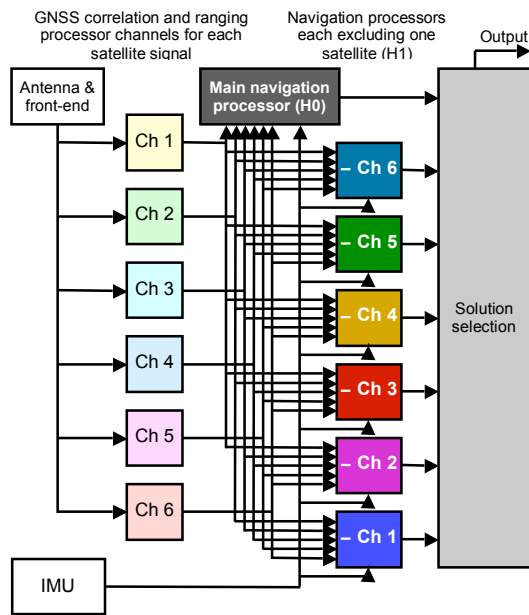 GNSS correlation and ranging
processor channels for each
satellite signal
Navigation processors
each excluding one
satellite (H1)
Output
Antenna &
front-end
Main navigation
processor (H0)
Ch 1
Ch 2
Ch 3
Ch 4
Ch 5
Ch 6
– Ch 6
– Ch 5
– Ch 4
– Ch 3
– Ch 2
– Ch 1
Solution
selection
IMU